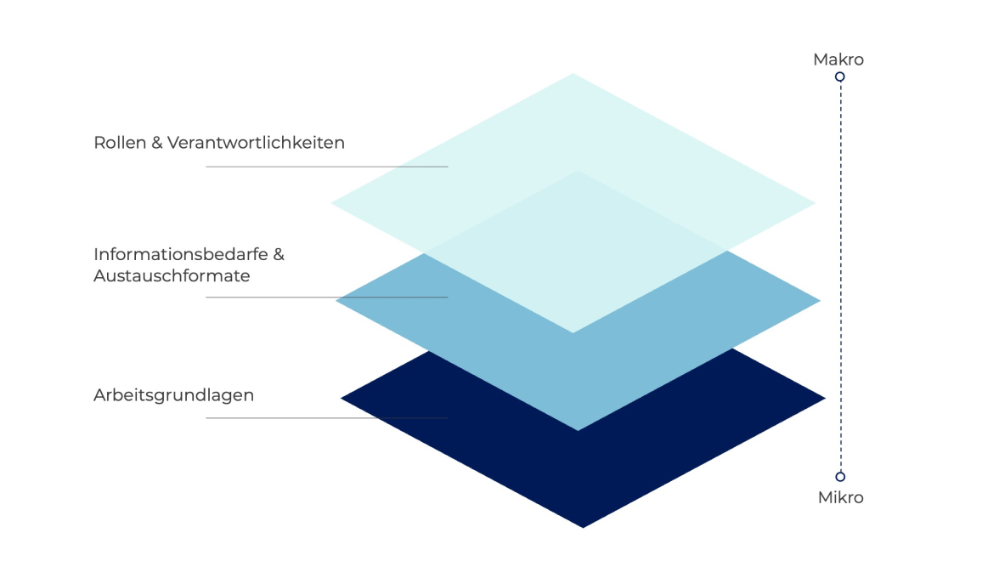 Makro
Rollen & Verantwortlichkeiten
Informationsbedarfe &
Austauschformate
Arbeitsgrundlagen
Mikro